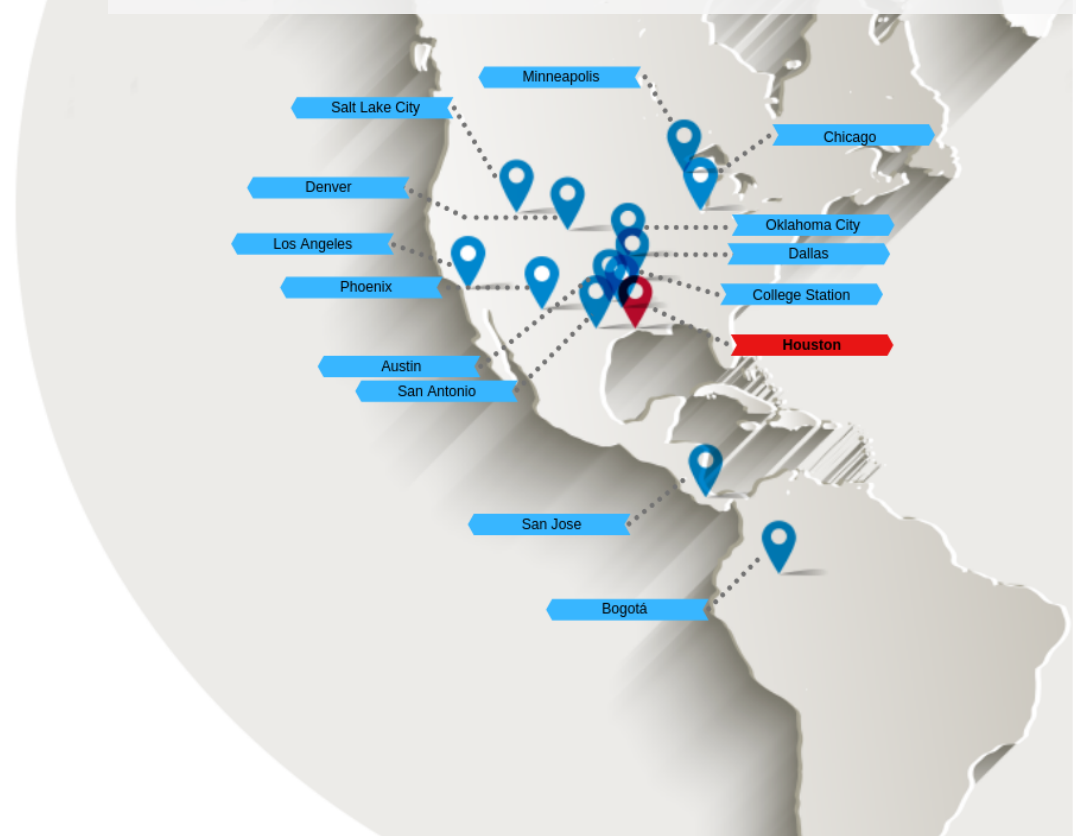 Minneapolis
Salt Lake City
Chicago
Denver
Oklahoma City
Los Angeles
Dallas
Phoenix
College Station
Houston
Austin
San Antonio
San Jose
Bogotá